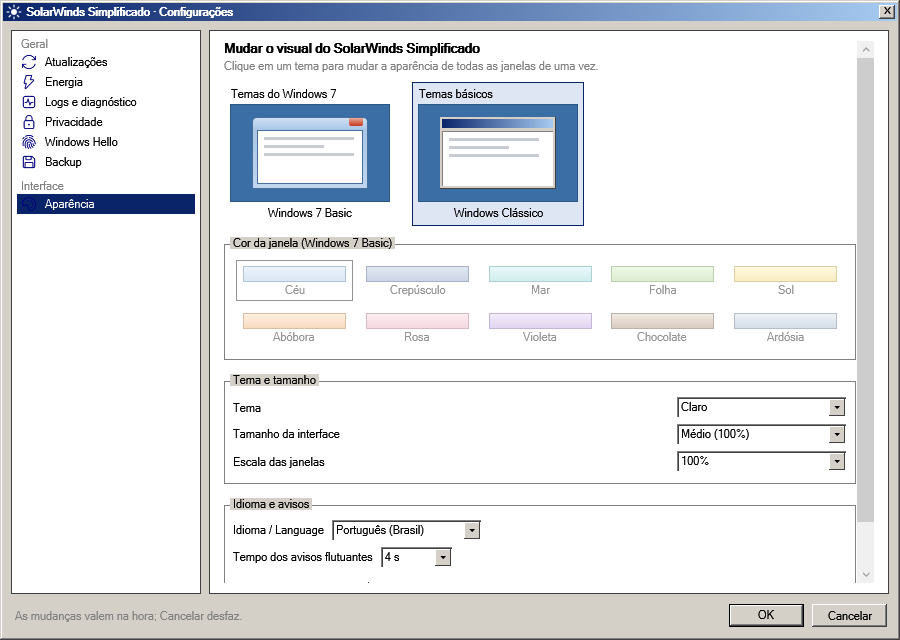 SolarWinds Simplificado - Configurações
Geral
Atualizações
Energia
Logs e diagnóstico
Privacidade
Windows Hello
Backup
Interface
Aparência
Mudar o visual do SolarWinds Simplificado
Clique em um tema para mudar a aparência de todas as janelas de uma vez.
Temas do Windows 7
Windows 7 Basic
Temas básicos
Windows Clássico
Cor da janela (Windows 7 Basic)
Céu
Crepúsculo
Mar
Folha
Sol
Abóbora
Rosa
Violeta
Chocolate
Ardósia
Tema e tamanho
Tema
Claro
Tamanho da interface
Médio (100%)
Escala das janelas
100%
Idioma e avisos
Idioma / Language
Português (Brasil)
Tempo dos avisos flutuantes
4 s
As mudanças valem na hora; Cancelar desfaz.
OK
Cancelar